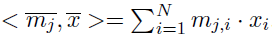 < \overline{m_j}, \overline{x} >= \sum_{i=1}^{N} m_{j,i} \cdot x_i